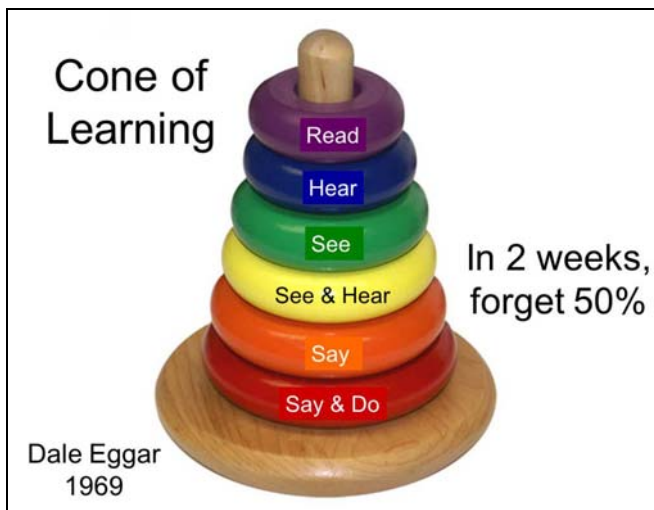 Cone of
Learning
Read
Hear
See
See & Hear
In 2 weeks,
forget 50%
Say
Say & Do
Dale Eggar
1969